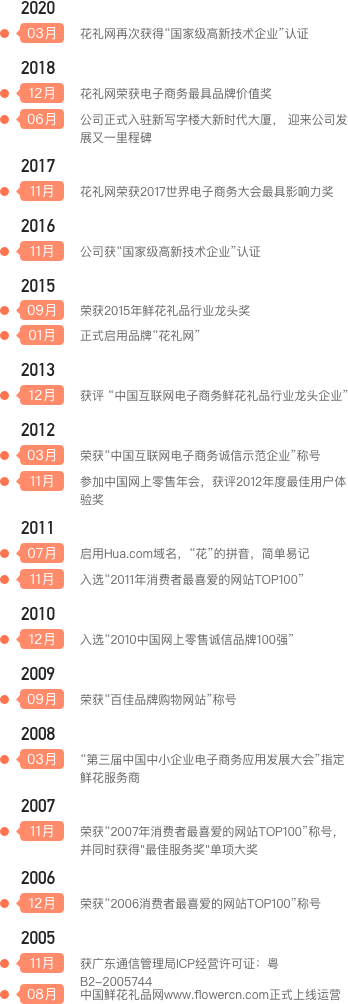 2020
03月 花礼网再次获得“国家级高新技术企业”认证
2018
12月 花礼网荣获电子商务最具品牌价值奖
06月 公司正式入驻新写字楼大新时代大厦， 迎来公司发
展又一里程碑
2017
11月 花礼网荣获2017世界电子商务大会最具影响力奖
2016
11月 公司获“国家级高新技术企业”认证
2015
09月 荣获2015年鲜花礼品行业龙头奖
01月 正式启用品牌“花礼网”
2013
12月 获评 “中国互联网电子商务鲜花礼品行业龙头企业”
2012
03月 荣获“中国互联网电子商务诚信示范企业”称号
11月 参加中国网上零售年会，获评2012年度最佳用户体
验奖
2011
07月 启用Hua.com域名，“花”的拼音，简单易记
11月 入选“2011年消费者最喜爱的网站TOP100”
2010
12月 入选“2010中国网上零售诚信品牌100强”
2009
09月 荣获“百佳品牌购物网站”称号
2008
03月 “第三届中国中小企业电子商务应用发展大会”指定
鲜花服务商
2007
11月 荣获“2007年消费者最喜爱的网站TOP100”称号，
并同时获得"最佳服务奖"单项大奖
2006
12月 荣获“2006消费者最喜爱的网站TOP100”称号
2005
11月 获广东通信管理局ICP经营许可证：粤
B2-2005744
08月 中国鲜花礼品网www.flowercn.com正式上线运营